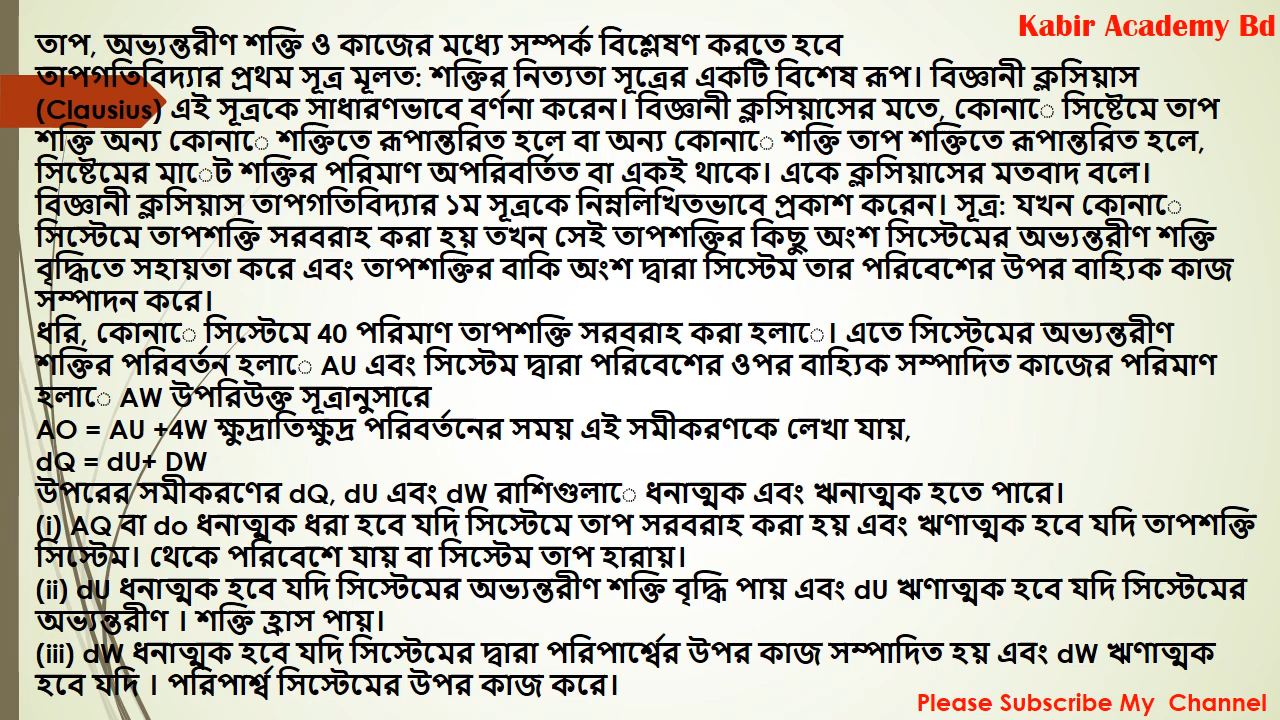 Kabir Academy Bd
তাপ, অভ্যন্তরীণ শক্তি ও কাজের মধ্যে সম্পর্ক বিশ্লেষণ করতে হবে
তাপগতিবিদ্যার প্রথম সূত্র মূলত: শক্তির নিত্যতা সূত্রের একটি বিশেষ রূপ। বিজ্ঞানী ক্লসিয়াস
(Clausius) এই সূত্রকে সাধারণভাবে বর্ণনা করেন। বিজ্ঞানী ক্লসিয়াসের মতে, কোনাে সিষ্টেমে তাপ
শক্তি অন্য কোনাে শক্তিতে রূপান্তরিত হলে বা অন্য কোনাে শক্তি তাপ শক্তিতে রূপান্তরিত হলে,
সিষ্টেমের মােট শক্তির পরিমাণ অপরিবর্তিত বা একই থাকে। একে ক্লসিয়াসের মতবাদ বলে।
বিজ্ঞানী ক্লসিয়াস তাপগতিবিদ্যার ১ম সূত্রকে নিম্নলিখিতভাবে প্রকাশ করেন। সূত্র: যখন কোনাে
সিস্টেমে তাপশক্তি সরবরাহ করা হয় তখন সেই তাপশক্তির কিছু অংশ সিস্টেমের অভ্যন্তরীণ শক্তি
বৃদ্ধিতে সহায়তা করে এবং তাপশক্তির বাকি অংশ দ্বারা সিস্টেম তার পরিবেশের উপর বাহ্যিক কাজ
সম্পাদন করে।
ধরি, কোনাে সিস্টেমে 40 পরিমাণ তাপশক্তি সরবরাহ করা হলাে। এতে সিস্টেমের অভ্যন্তরীণ
শক্তির পরিবর্তন হলাে AU এবং সিস্টেম দ্বারা পরিবেশের ওপর বাহ্যিক সম্পাদিত কাজের পরিমাণ
হলাে AW উপরিউক্ত সূত্রানুসারে
AO = AU +4W ক্ষুদ্রাতিক্ষুদ্র পরিবর্তনের সময় এই সমীকরণকে লেখা যায়,
dQ = dU+ DW
উপরের সমীকরণের dQ, dU এবং dW রাশিগুলাে ধনাত্মক এবং ঋনাত্মক হতে পারে।
(i) AQ বা do ধনাত্মক ধরা হবে যদি সিস্টেমে তাপ সরবরাহ করা হয় এবং ঋণাত্মক হবে যদি তাপশক্তি
সিস্টেম। থেকে পরিবেশে যায় বা সিস্টেম তাপ হারায়।
(ii) dU ধনাত্মক হবে যদি সিস্টেমের অভ্যন্তরীণ শক্তি বৃদ্ধি পায় এবং dU ঋণাত্মক হবে যদি সিস্টেমের
অভ্যন্তরীণ । শক্তি হ্রাস পায়।
(iii) dW ধনাত্মক হবে যদি সিস্টেমের দ্বারা পরিপার্শ্বের উপর কাজ সম্পাদিত হয় এবং dW ঋণাত্মক
হবে যদি । পরিপার্শ্ব সিস্টেমের উপর কাজ করে।
Please Subscribe My Channel